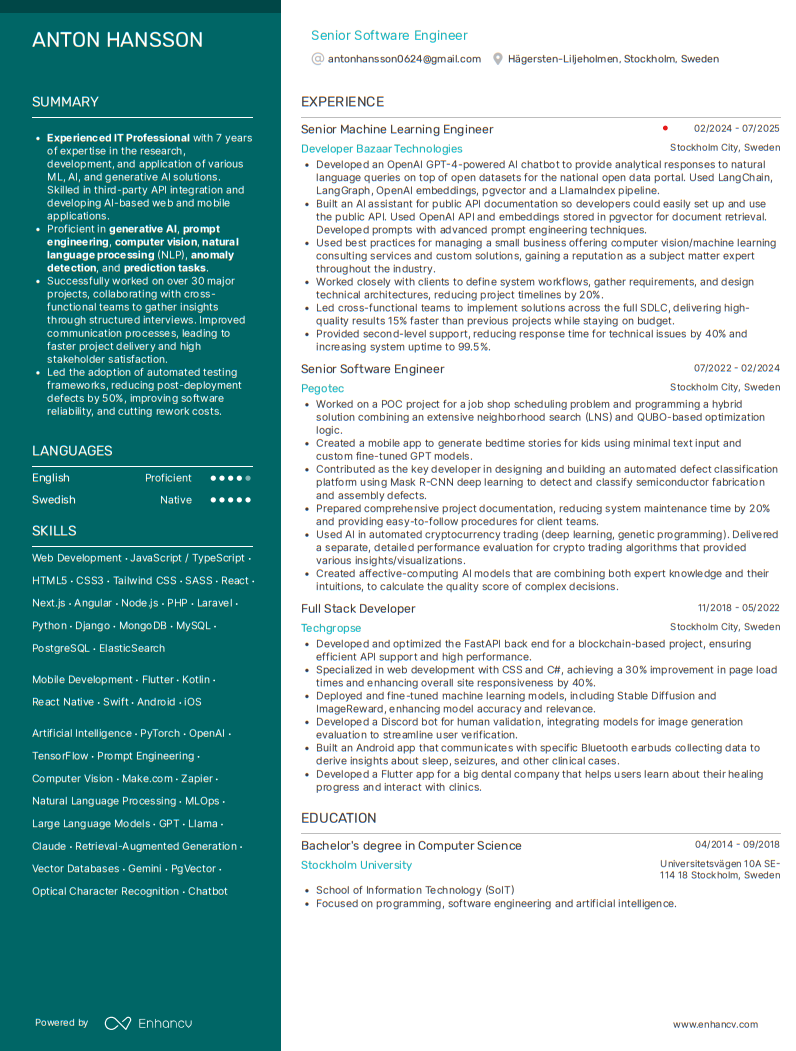 ANTON HANSSON
SUMMARY
• Experienced IT Professional with 7 years
of expertise in the research,
development, and application of various
ML, AI, and generative AI solutions.
Skilled in third-party API integration and
developing AI-based web and mobile
applications.
• Proficient in generative AI, prompt
engineering, computer vision, natural
language processing (NLP), anomaly
detection, and prediction tasks.
• Successfully worked on over 30 major
projects, collaborating with cross-
functional teams to gather insights
through structured interviews. Improved
communication processes, leading to
faster project delivery and high
stakeholder satisfaction.
• Led the adoption of automated testing
frameworks, reducing post-deployment
defects by 50%, improving software
reliability, and cutting rework costs.
LANGUAGES
English Proficient
Swedish Native
SKILLS
Web Development · JavaScript / TypeScript ·
HTML5 · CSS3 · Tailwind CSS · SASS · React ·
Next.js · Angular · Node.js · PHP · Laravel ·
Python · Django · MongoDB · MySQL ·
PostgreSQL · ElasticSearch
Mobile Development · Flutter · Kotlin ·
React Native · Swift · Android · iOS
Artificial Intelligence · PyTorch · OpenAI ·
TensorFlow · Prompt Engineering ·
Computer Vision · Make.com · Zapier ·
Natural Language Processing · MLOps ·
Large Language Models · GPT · Llama ·
Claude · Retrieval-Augmented Generation ·
Vector Databases · Gemini · PgVector ·
Optical Character Recognition · Chatbot
Powered by Enhancv
Senior Software Engineer
@ antonhansson0624@gmail.com Hägersten-Liljeholmen, Stockholm, Sweden
EXPERIENCE
Senior Machine Learning Engineer 02/2024 - 07/2025
Developer Bazaar Technologies Stockholm City, Sweden
• Developed an OpenAI GPT-4-powered AI chatbot to provide analytical responses to natural
language queries on top of open datasets for the national open data portal. Used LangChain,
LangGraph, OpenAI embeddings, pgvector and a LlamaIndex pipeline.
• Built an AI assistant for public API documentation so developers could easily set up and use
the public API. Used OpenAI API and embeddings stored in pgvector for document retrieval.
Developed prompts with advanced prompt engineering techniques.
• Used best practices for managing a small business offering computer vision/machine learning
consulting services and custom solutions, gaining a reputation as a subject matter expert
throughout the industry.
• Worked closely with clients to define system workflows, gather requirements, and design
technical architectures, reducing project timelines by 20%.
• Led cross-functional teams to implement solutions across the full SDLC, delivering high-
quality results 15% faster than previous projects while staying on budget.
• Provided second-level support, reducing response time for technical issues by 40% and
increasing system uptime to 99.5%.
Senior Software Engineer 07/2022 - 02/2024
Pegotec Stockholm City, Sweden
• Worked on a POC project for a job shop scheduling problem and programming a hybrid
solution combining an extensive neighborhood search (LNS) and QUBO-based optimization
logic.
• Created a mobile app to generate bedtime stories for kids using minimal text input and
custom fine-tuned GPT models.
• Contributed as the key developer in designing and building an automated defect classification
platform using Mask R-CNN deep learning to detect and classify semiconductor fabrication
and assembly defects.
• Prepared comprehensive project documentation, reducing system maintenance time by 20%
and providing easy-to-follow procedures for client teams.
• Used AI in automated cryptocurrency trading (deep learning, genetic programming). Delivered
a separate, detailed performance evaluation for crypto trading algorithms that provided
various insights/visualizations.
• Created affective-computing AI models that are combining both expert knowledge and their
intuitions, to calculate the quality score of complex decisions.
Full Stack Developer 11/2018 - 05/2022
Techgropse Stockholm City, Sweden
• Developed and optimized the FastAPI back end for a blockchain-based project, ensuring
efficient API support and high performance.
• Specialized in web development with CSS and C#, achieving a 30% improvement in page load
times and enhancing overall site responsiveness by 40%.
• Deployed and fine-tuned machine learning models, including Stable Diffusion and
ImageReward, enhancing model accuracy and relevance.
• Developed a Discord bot for human validation, integrating models for image generation
evaluation to streamline user verification.
• Built an Android app that communicates with specific Bluetooth earbuds collecting data to
derive insights about sleep, seizures, and other clinical cases.
• Developed a Flutter app for a big dental company that helps users learn about their healing
progress and interact with clinics.
EDUCATION
Bachelor's degree in Computer Science 04/2014 - 09/2018
Stockholm University Universitetsvägen 10A SE-
114 18 Stockholm, Sweden
• School of Information Technology (SoIT)
• Focused on programming, software engineering and artificial intelligence.
www.enhancv.com